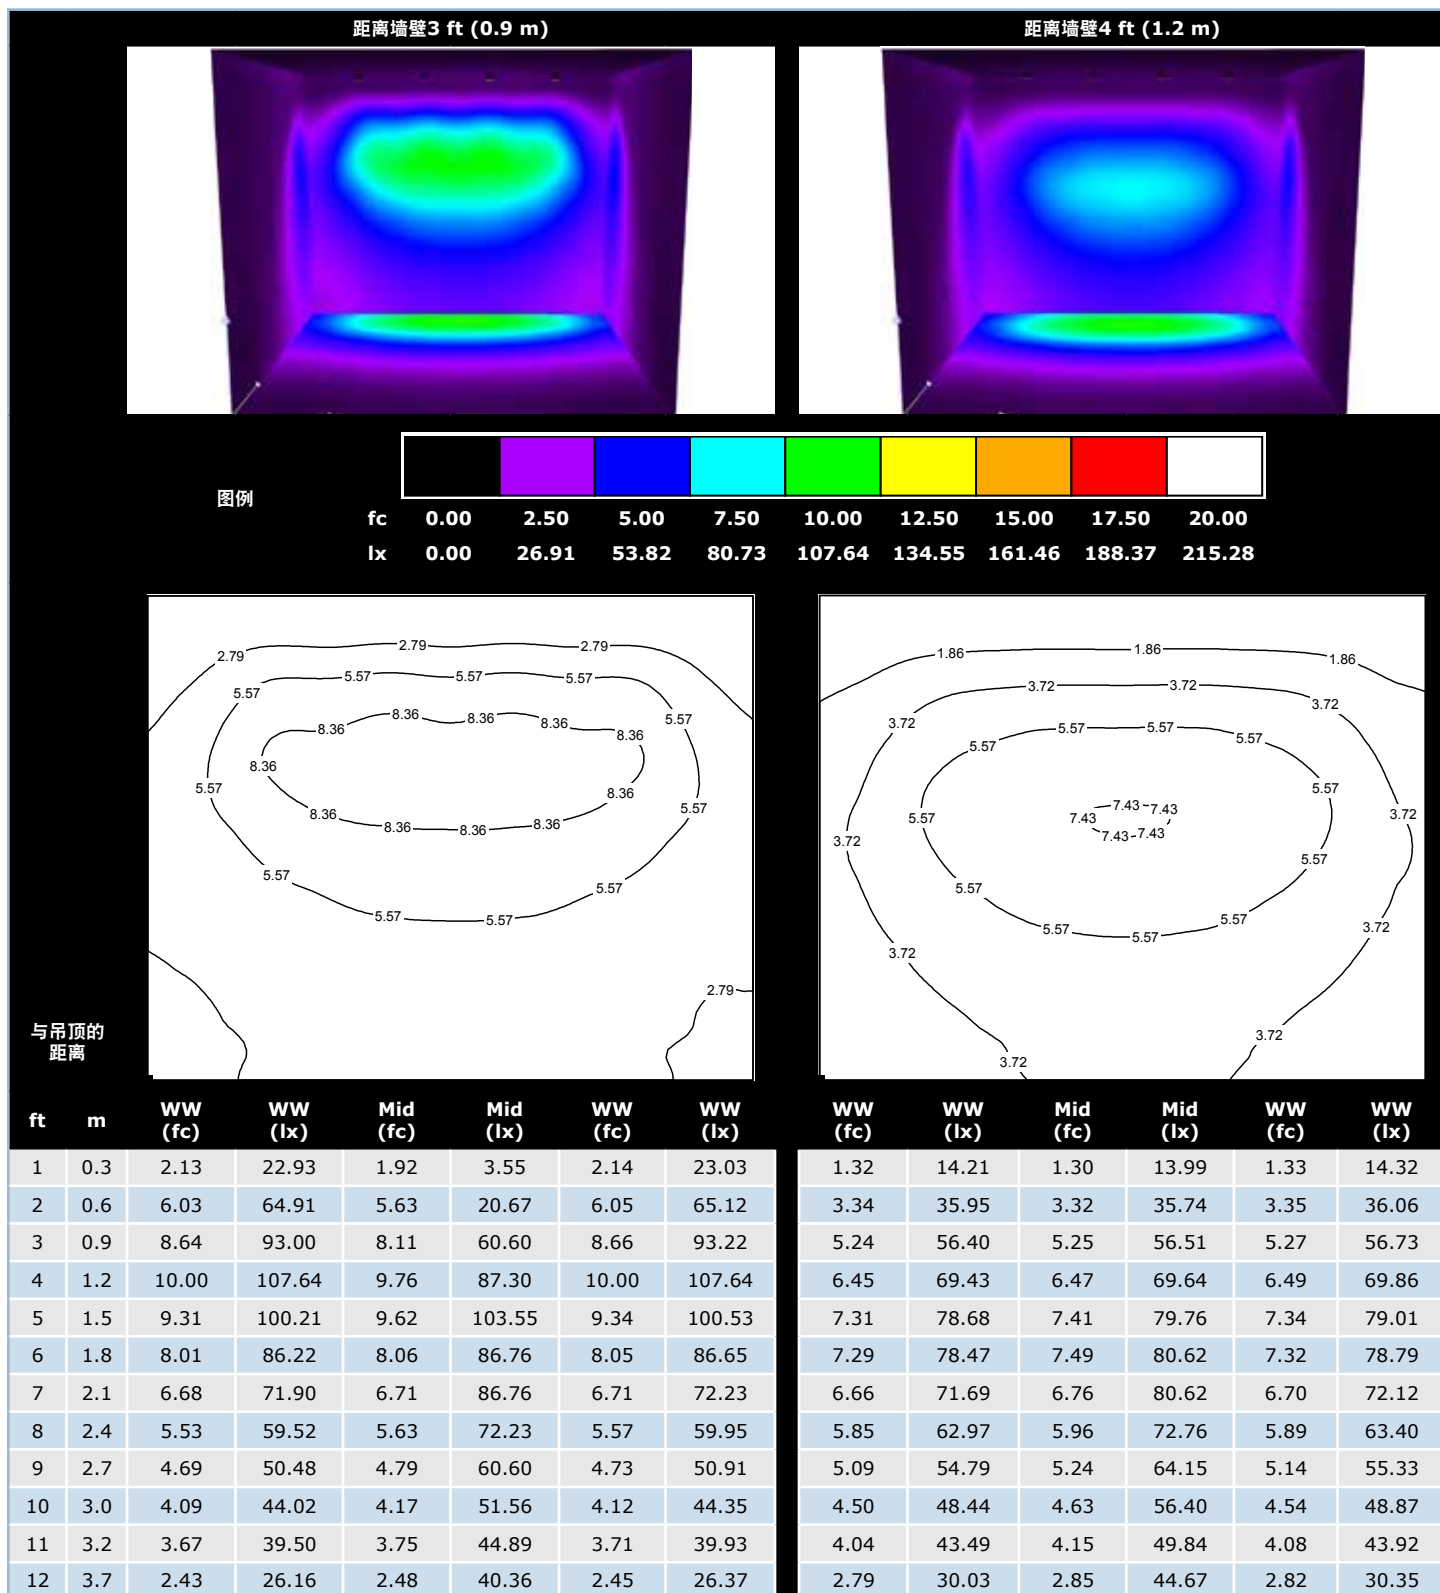 距离墙壁3 ft (0.9 m) 距离墙壁4 ft (1.2 m)
图例
fc 0.00 2.50 5.00 7.50 10.00 12.50 15.00 17.50 20.00
lx 0.00 26.91 53.82 80.73 107.64 134.55 161.46 188.37 215.28
2.79 2.79 2.79
5.57 5.57 5.57 5.57 5.57
8.36 8.36 8.36 8.36 8.36
8.36 8.36
5.57 5.57
8.36 8.36 8.36 8.36
5.57 5.57
5.57 5.57
2.79
1.86 1.86 1.86
3.72 3.72 3.72 3.72
5.57 5.57 5.57 5.57
5.57
7.43 7.43
5.57 7.43 3.72
7.43 7.43
3.72
5.57 5.57
5.57 5.57 5.57
3.72 3.72
3.72 3.72
与吊顶的
距离
ft m WW (fc) WW (lx) Mid (fc) Mid (lx) WW (fc) WW (lx) WW (fc) WW (lx) Mid (fc) Mid (lx) WW (fc) WW (lx)
1 0.3 2.13 22.93 1.92 3.55 2.14 23.03 1.32 14.21 1.30 13.99 1.33 14.32
2 0.6 6.03 64.91 5.63 20.67 6.05 65.12 3.34 35.95 3.32 35.74 3.35 36.06
3 0.9 8.64 93.00 8.11 60.60 8.66 93.22 5.24 56.40 5.25 56.51 5.27 56.73
4 1.2 10.00 107.64 9.76 87.30 10.00 107.64 6.45 69.43 6.47 69.64 6.49 69.86
5 1.5 9.31 100.21 9.62 103.55 9.34 100.53 7.31 78.68 7.41 79.76 7.34 79.01
6 1.8 8.01 86.22 8.06 86.76 8.05 86.65 7.29 78.47 7.49 80.62 7.32 78.79
7 2.1 6.68 71.90 6.71 86.76 6.71 72.23 6.66 71.69 6.76 80.62 6.70 72.12
8 2.4 5.53 59.52 5.63 72.23 5.57 59.95 5.85 62.97 5.96 72.76 5.89 63.40
9 2.7 4.69 50.48 4.79 60.60 4.73 50.91 5.09 54.79 5.24 64.15 5.14 55.33
10 3.0 4.09 44.02 4.17 51.56 4.12 44.35 4.50 48.44 4.63 56.40 4.54 48.87
11 3.2 3.67 39.50 3.75 44.89 3.71 39.93 4.04 43.49 4.15 49.84 4.08 43.92
12 3.7 2.43 26.16 2.48 40.36 2.45 26.37 2.79 30.03 2.85 44.67 2.82 30.35